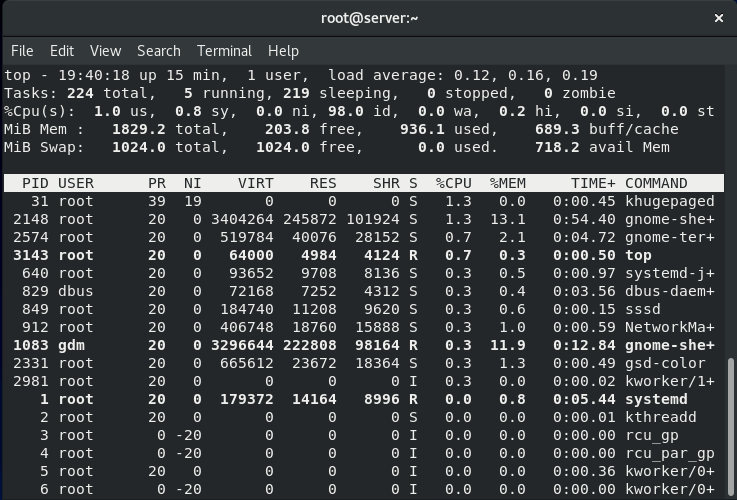 root@server:~
File Edit View Search Terminal Help
top - 19:40:18 up 15 min,  1 user,  load average: 0.12, 0.16, 0.19
Tasks: 224 total,   5 running, 219 sleeping,   0 stopped,   0 zombie
%Cpu(s):  1.0 us,  0.8 sy,  0.0 ni, 98.0 id,  0.0 wa,  0.2 hi,  0.0 si,  0.0 st
MiB Mem :   1829.2 total,    203.8 free,    936.1 used,    689.3 buff/cache
MiB Swap:   1024.0 total,   1024.0 free,      0.0 used.    718.2 avail Mem
PID USER      PR  NI    VIRT    RES    SHR S  %CPU  %MEM     TIME+ COMMAND
31 root      39  19       0      0      0 S   1.3   0.0   0:00.45 khugepaged
2148 root      20   0 3404264 245872 101924 S   1.3  13.1   0:54.40 gnome-she+
2574 root      20   0  519784  40076  28152 S   0.7   2.1   0:04.72 gnome-ter+
3143 root      20   0   64000   4984   4124 R   0.7   0.3   0:00.50 top
640 root      20   0   93652   9708   8136 S   0.3   0.5   0:00.97 systemd-j+
829 dbus      20   0   72168   7252   4312 S   0.3   0.4   0:03.56 dbus-daem+
849 root      20   0  184740  11208   9620 S   0.3   0.6   0:00.15 sssd
912 root      20   0  406748  18760  15888 S   0.3   1.0   0:00.59 NetworkMa+
1083 gdm       20   0 3296644 222808  98164 R   0.3  11.9   0:12.84 gnome-she+
2331 root      20   0  665612  23672  18364 S   0.3   1.3   0:00.49 gsd-color
2981 root      20   0       0      0      0 I   0.3   0.0   0:00.02 kworker/1+
1 root      20   0  179372  14164   8996 R   0.0   0.8   0:05.44 systemd
2 root      20   0       0      0      0 S   0.0   0.0   0:00.01 kthreadd
3 root       0 -20       0      0      0 I   0.0   0.0   0:00.00 rcu_gp
4 root       0 -20       0      0      0 I   0.0   0.0   0:00.00 rcu_par_gp
5 root      20   0       0      0      0 I   0.0   0.0   0:00.36 kworker/0+
6 root       0 -20       0      0      0 I   0.0   0.0   0:00.00 kworker/0+